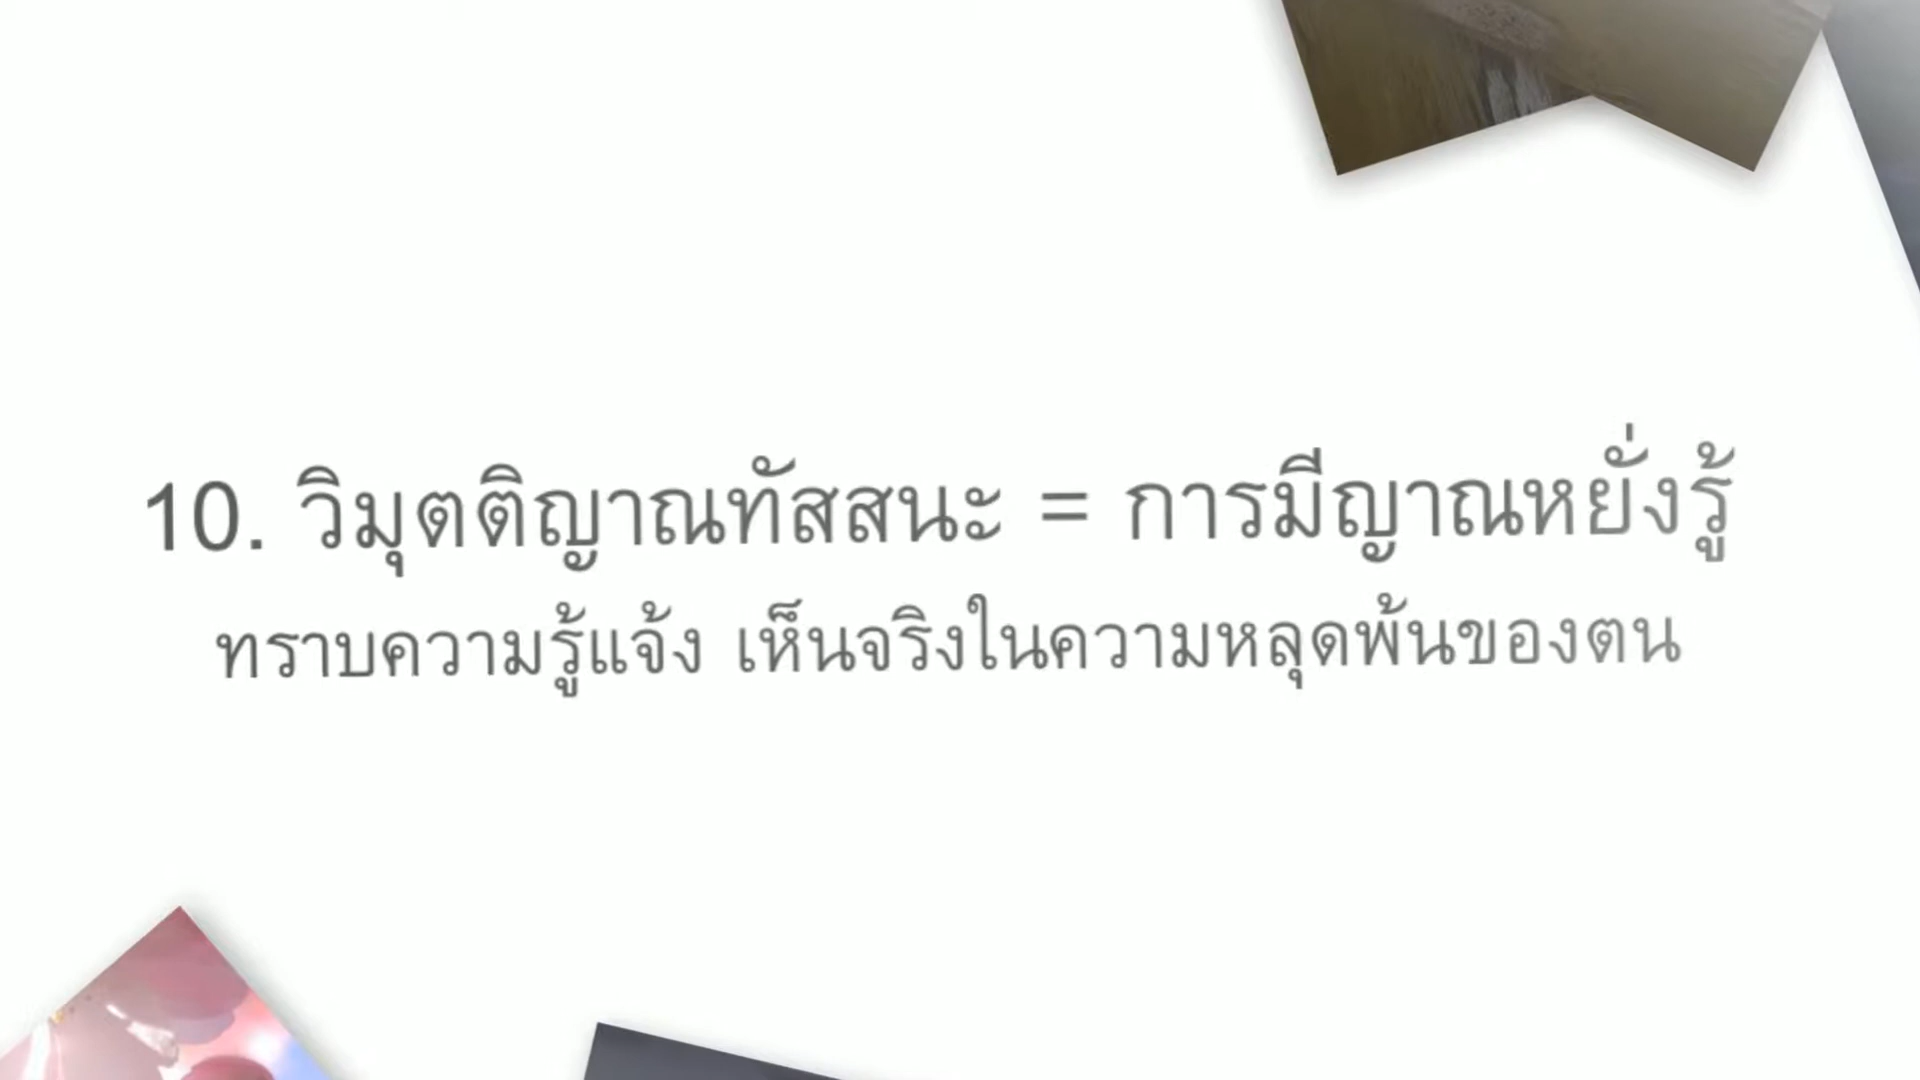 10. วิมุตติญาณทัสสนะ = การมีญาณหยั่งรู้
ทราบความรู้แจ้ง เห็นจริงในความหลุดพ้นของตน